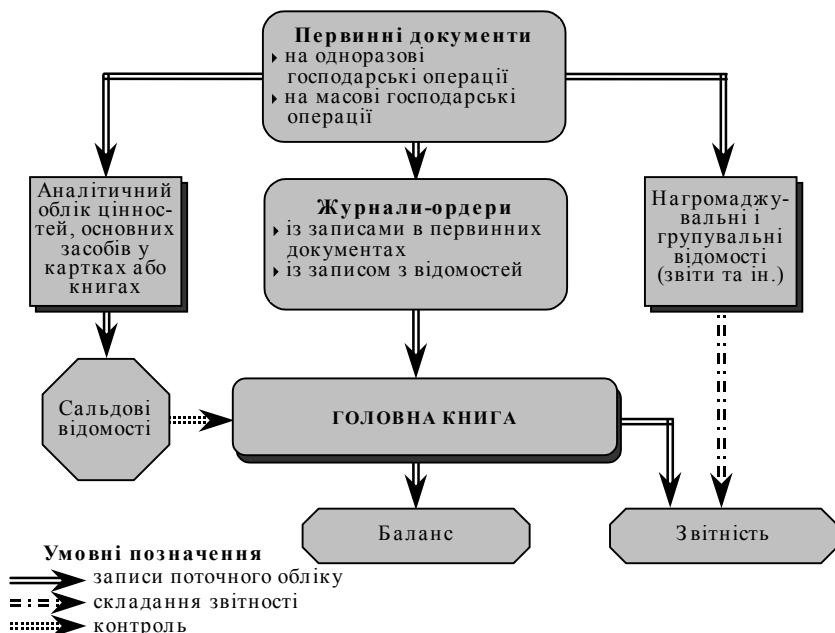 Первинні документи
на одноразові
господарські операції
на масові господарські
операції
Аналітичний
облік ціннос-
тей, основних
засобів у
картках або
книгах
Журнали-ордери
із записами в первинних
документах
із записом з відомостей
Нагромаджу-
вальні і
групувальні
відомості
(звіти та ін.)
Сальдові
відомості
ГОЛОВНА КНИГА
Баланс
Звітність
Умовні позначення
записи поточного обліку
складання звітності
контроль